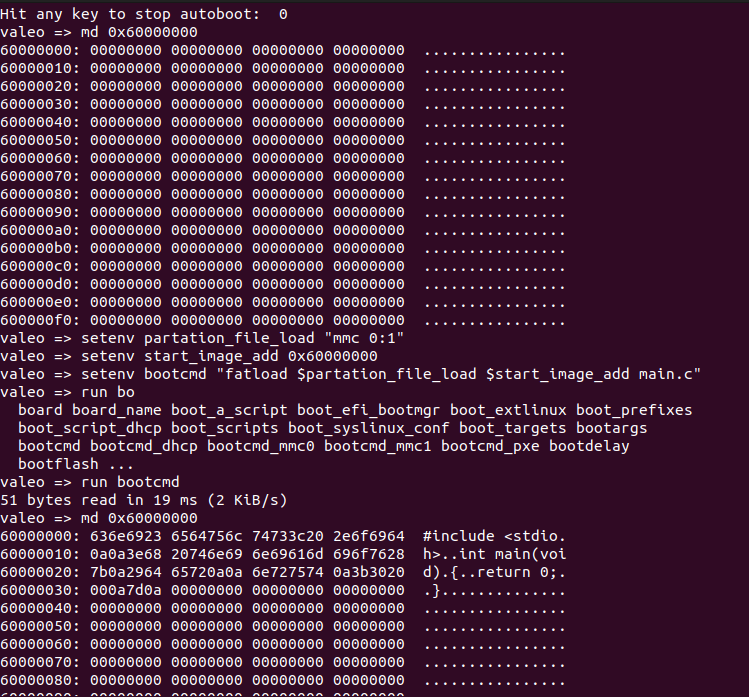 Hit any key to stop autoboot:  0
valeo => md 0x60000000
60000000: 00000000 00000000 00000000 00000000  ................
60000010: 00000000 00000000 00000000 00000000  ................
60000020: 00000000 00000000 00000000 00000000  ................
60000030: 00000000 00000000 00000000 00000000  ................
60000040: 00000000 00000000 00000000 00000000  ................
60000050: 00000000 00000000 00000000 00000000  ................
60000060: 00000000 00000000 00000000 00000000  ................
60000070: 00000000 00000000 00000000 00000000  ................
60000080: 00000000 00000000 00000000 00000000  ................
60000090: 00000000 00000000 00000000 00000000  ................
600000a0: 00000000 00000000 00000000 00000000  ................
600000b0: 00000000 00000000 00000000 00000000  ................
600000c0: 00000000 00000000 00000000 00000000  ................
600000d0: 00000000 00000000 00000000 00000000  ................
600000e0: 00000000 00000000 00000000 00000000  ................
600000f0: 00000000 00000000 00000000 00000000  ................
valeo => setenv partation_file_load "mmc 0:1"
valeo => setenv start_image_add 0x60000000
valeo => setenv bootcmd "fatload $partation_file_load $start_image_add main.c"
valeo => run bo
  board board_name boot_a_script boot_efi_bootmgr boot_extlinux boot_prefixes
  boot_script_dhcp boot_scripts boot_syslinux_conf boot_targets bootargs
  bootcmd bootcmd_dhcp bootcmd_mmc0 bootcmd_mmc1 bootcmd_pxe bootdelay
  bootflash ...
valeo => run bootcmd
51 bytes read in 19 ms (2 KiB/s)
valeo => md 0x60000000
60000000: 636e6923 6564756c 74733c20 2e6f6964  #include <stdio.
60000010: 0a0a3e68 20746e69 6e69616d 696f7628  h>..int main(voi
60000020: 7b0a2964 65720a0a 6e727574 0a3b3020  d).{..return 0;.
60000030: 000a7d0a 00000000 00000000 00000000  .}..............
60000040: 00000000 00000000 00000000 00000000  ................
60000050: 00000000 00000000 00000000 00000000  ................
60000060: 00000000 00000000 00000000 00000000  ................
60000070: 00000000 00000000 00000000 00000000  ................
60000080: 00000000 00000000 00000000 00000000  ................